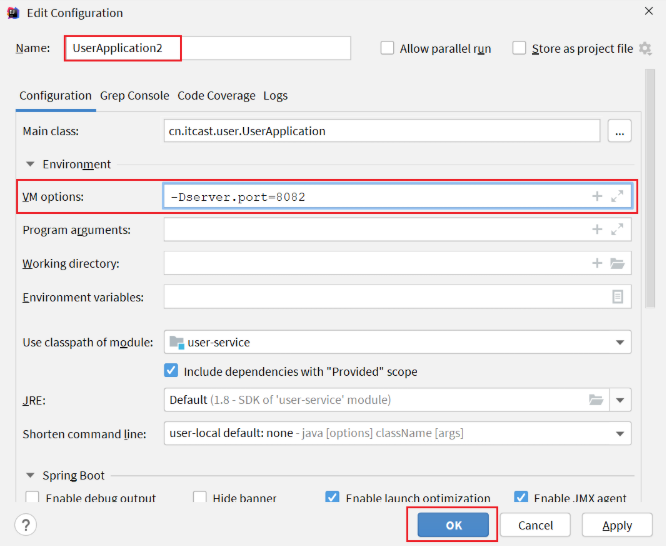 Edit Configuration
Name: UserApplication2 Allow parallel run Store as project file
Configuration Grep Console Code Coverage Logs
Main class: cn.itcast.user.UserApplication ...
Environment
VM options: -Dserver.port=8082
Program arguments:
Working directory:
Environment variables:
Use classpath of module: user-service
Include dependencies with "Provided" scope
JRE: Default (1.8 - SDK of 'user-service' module)
Shorten command line: user-local default: none - java [options] className [args]
Spring Boot
Enable debug output Hide banner Enable launch optimization Enable JMX agent
? OK Cancel Apply